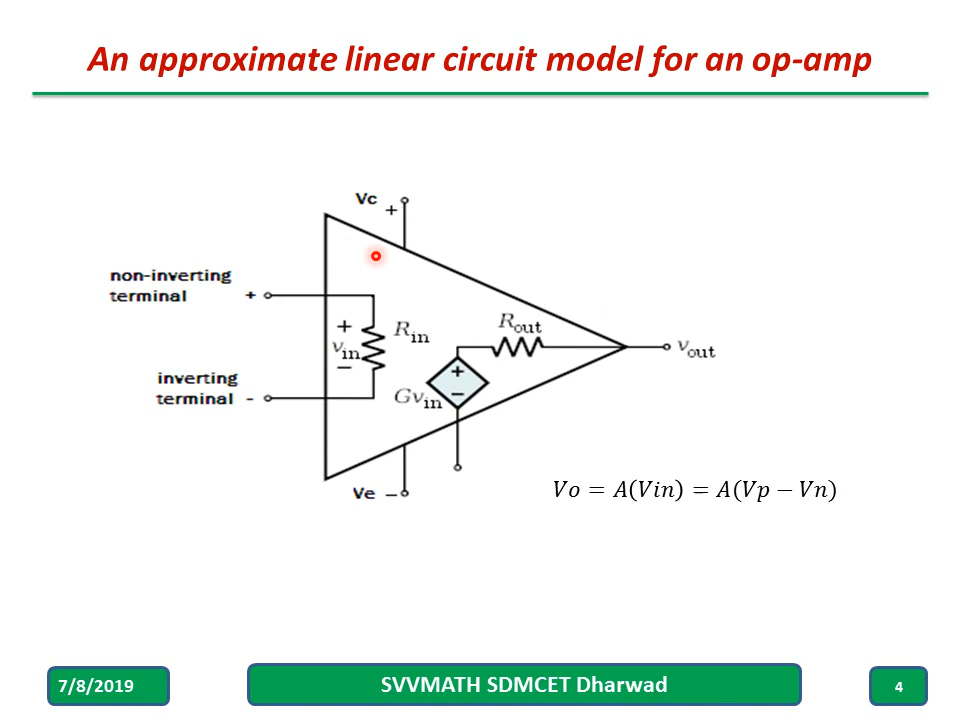 An approximate linear circuit model for an op-amp
Vc
+
non-inverting
terminal +
+
vin
−
Rin
Rout
vout
inverting
terminal -
+
−
Gvin
Ve −
Vo = A(Vin) = A(Vp − Vn)
7/8/2019
SVVMATH SDMCET Dharwad
4